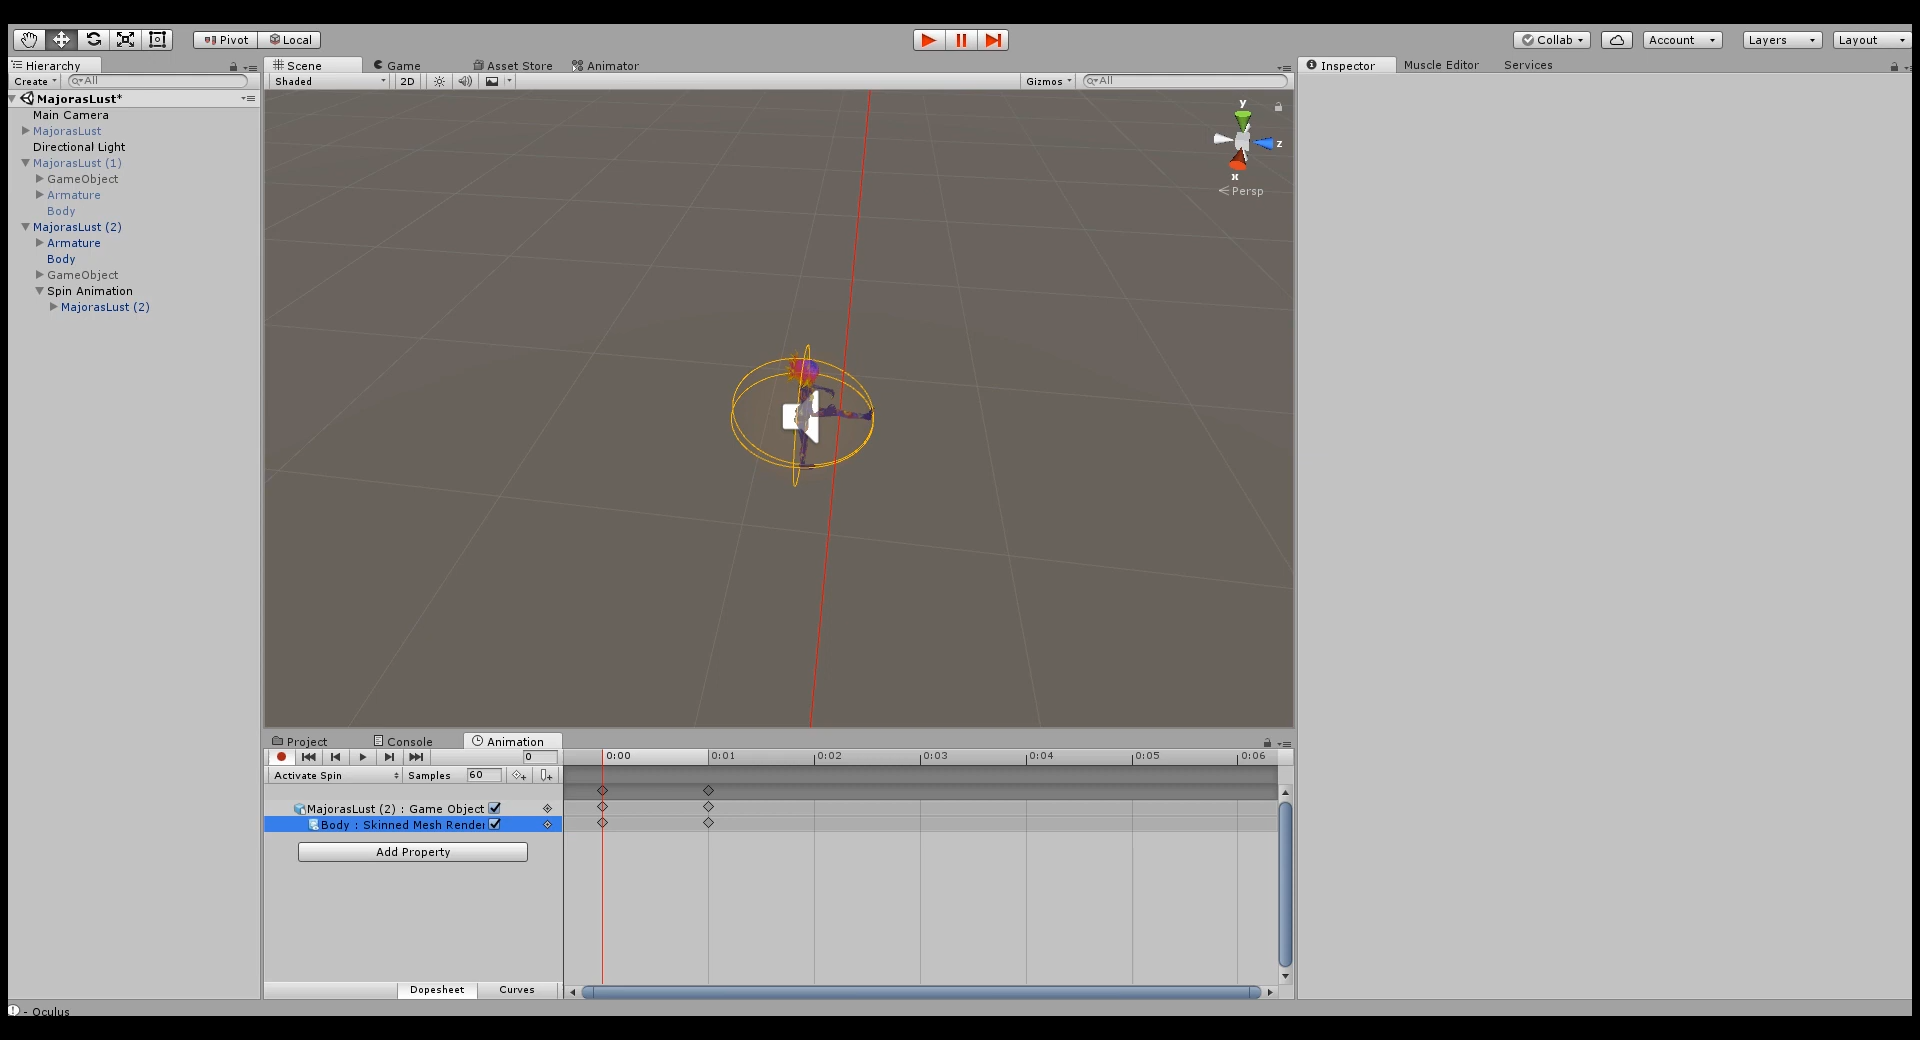 Pivot Local Collab Account Layers Layout
Hierarchy Scene Game Asset Store Animator Inspector Muscle Editor Services
Create All Shaded 2D Gizmos All
MajorasLust*
Main Camera
MajorasLust
Directional Light
MajorasLust (1)
GameObject
Armature
Body
MajorasLust (2)
Armature
Body
GameObject
Spin Animation
MajorasLust (2)
y
z
x
Persp
Project Console Animation
0 0:00 0:01 0:02 0:03 0:04 0:05 0:06
Activate Spin Samples 60
MajorasLust (2) : Game Object
Body : Skinned Mesh Render
Add Property
Dopesheet Curves
- Oculus